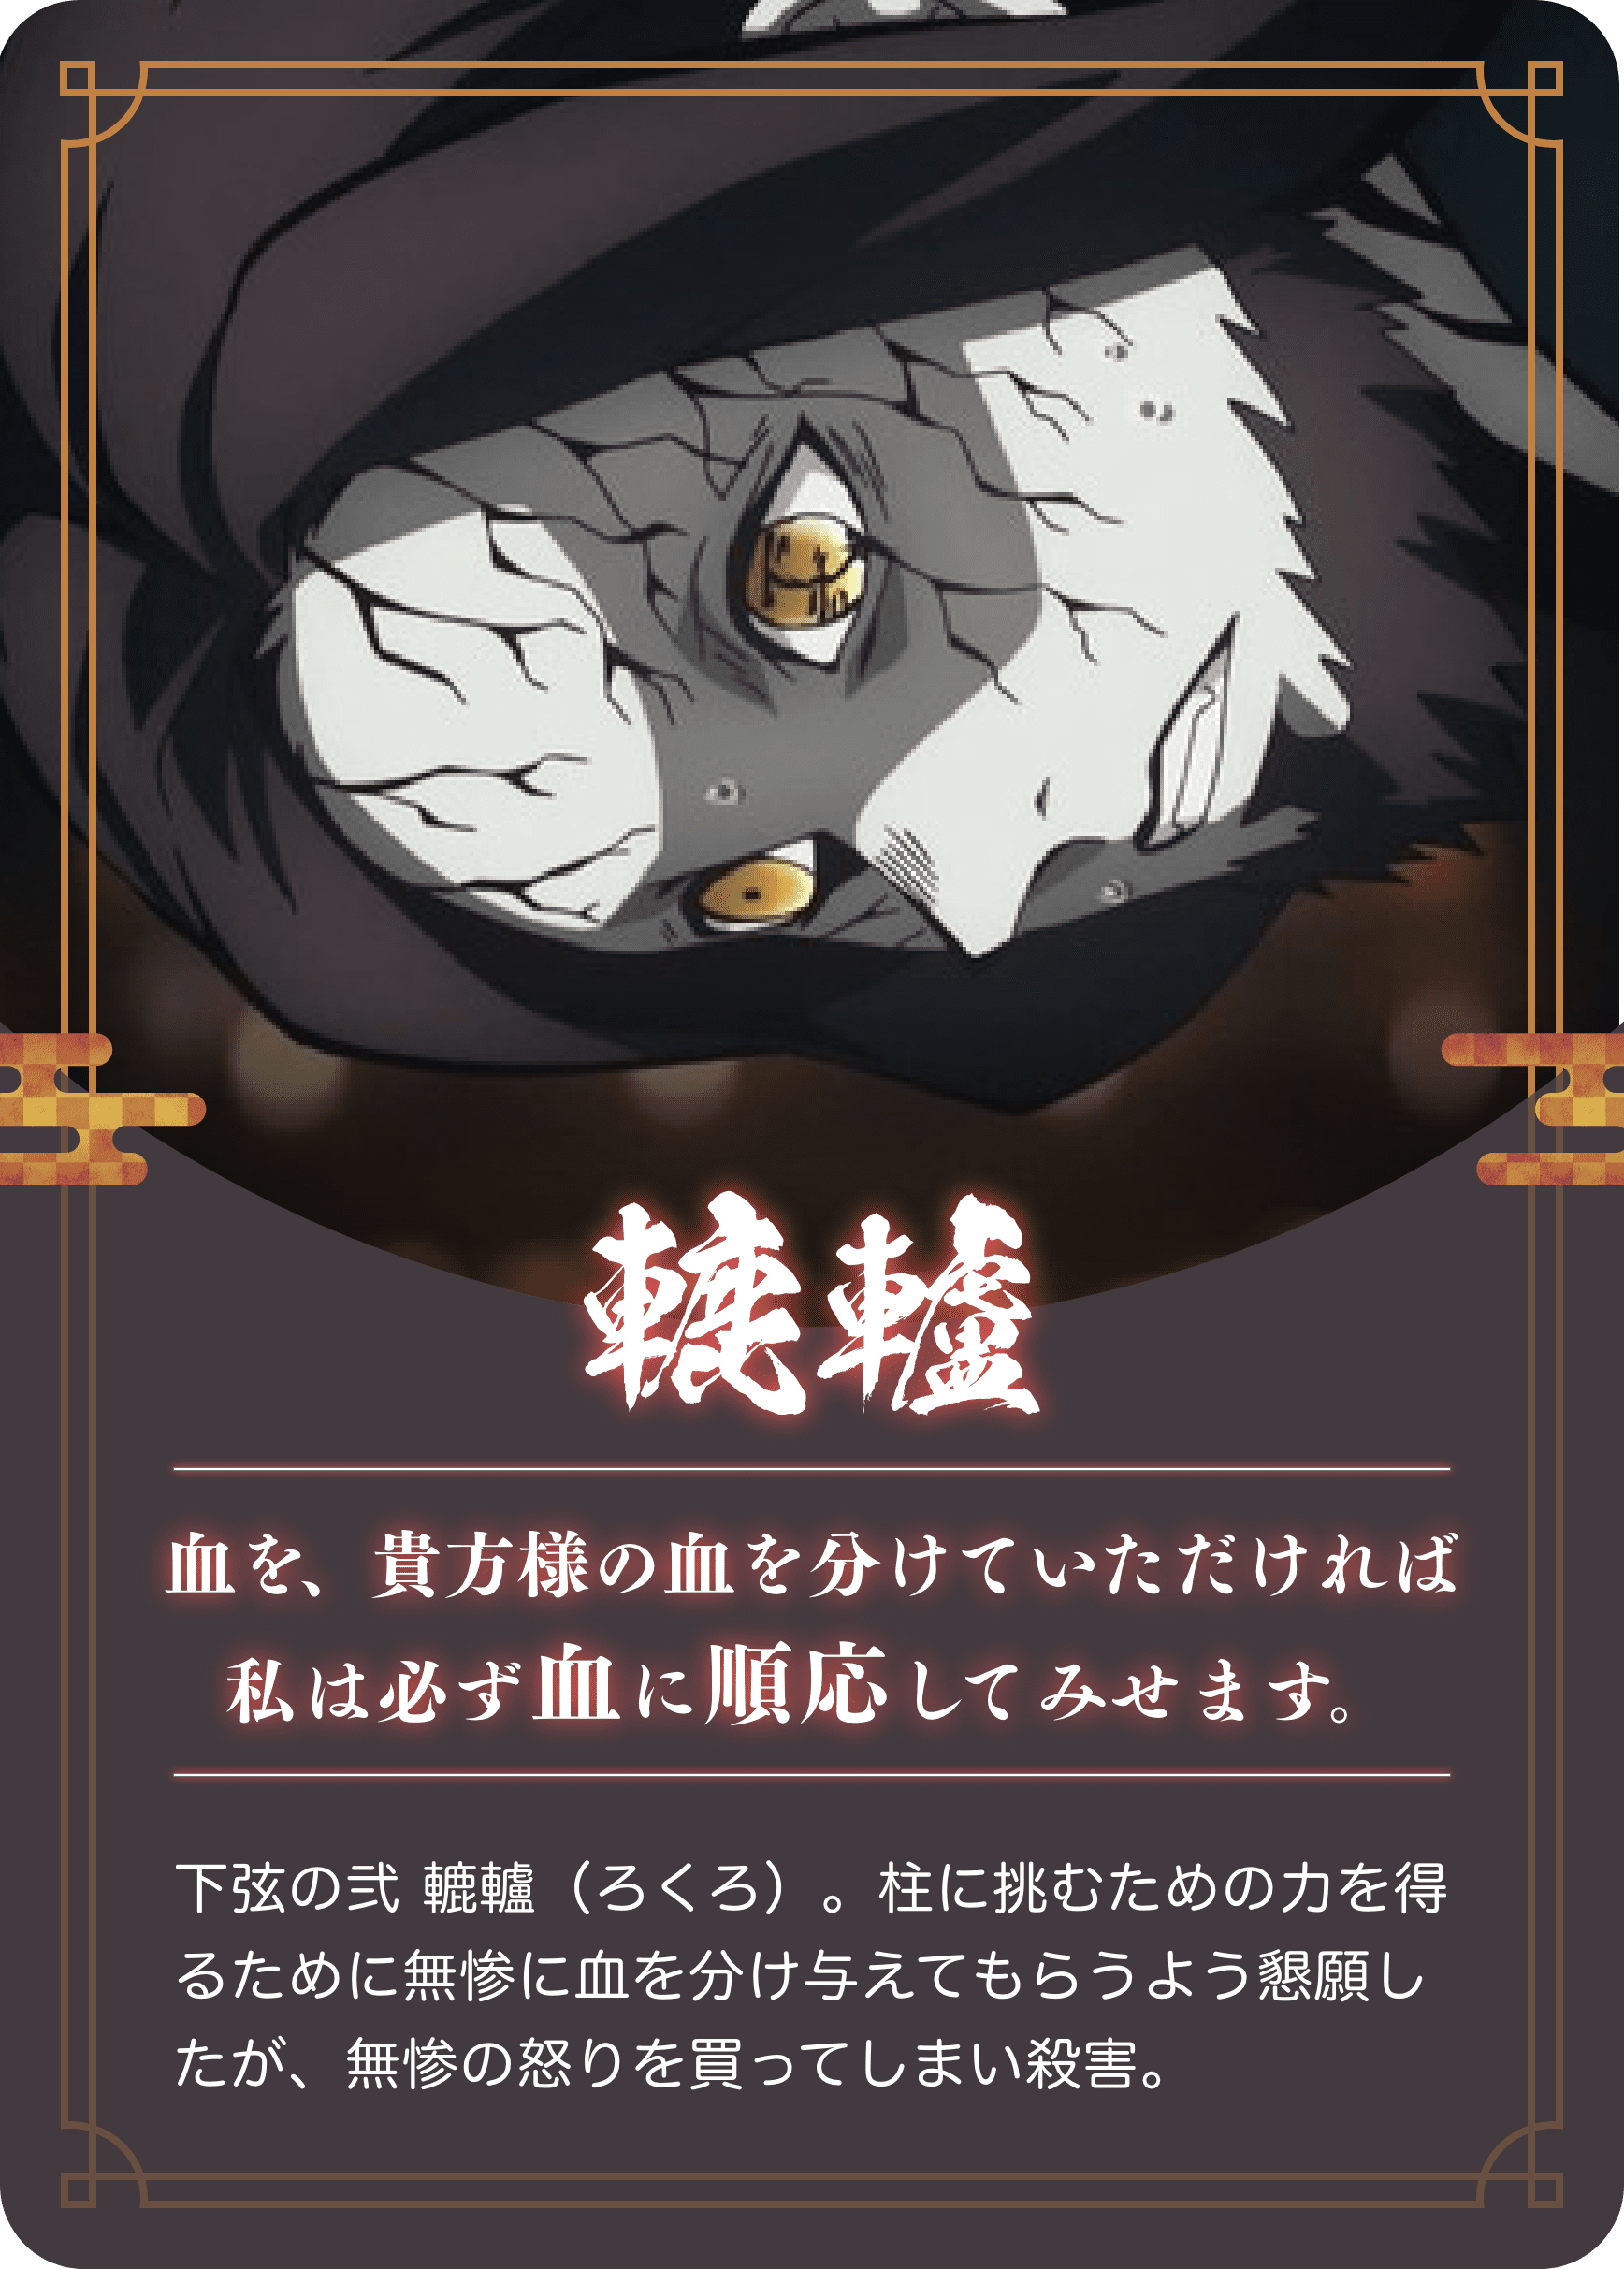 轆轤
血を、貴方様の血を分けていただければ
私は必ず血に順応してみせます。
下弦の弐 轆轤（ろくろ）。柱に挑むための力を得
るために無惨に血を分け与えてもらうよう懇願し
たが、無惨の怒りを買ってしまい殺害。